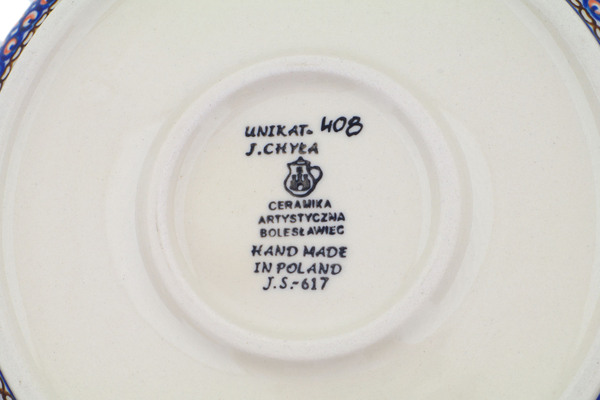 UNIKAT- 408
J.CHYŁA
CERAMIKA
ARTYSTYCZNA
BOLESŁAWIEC
HAND MADE
IN POLAND
J.S.-617